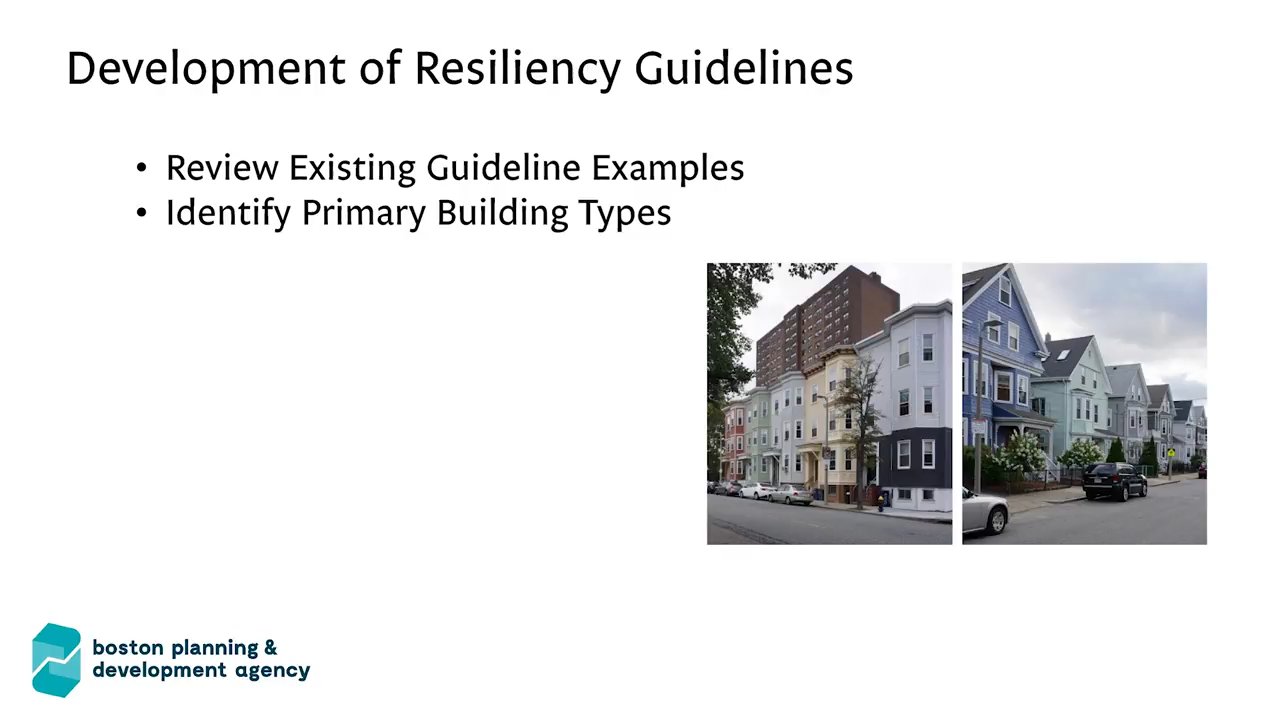 Development of Resiliency Guidelines
• Review Existing Guideline Examples
• Identify Primary Building Types
boston planning &
development agency